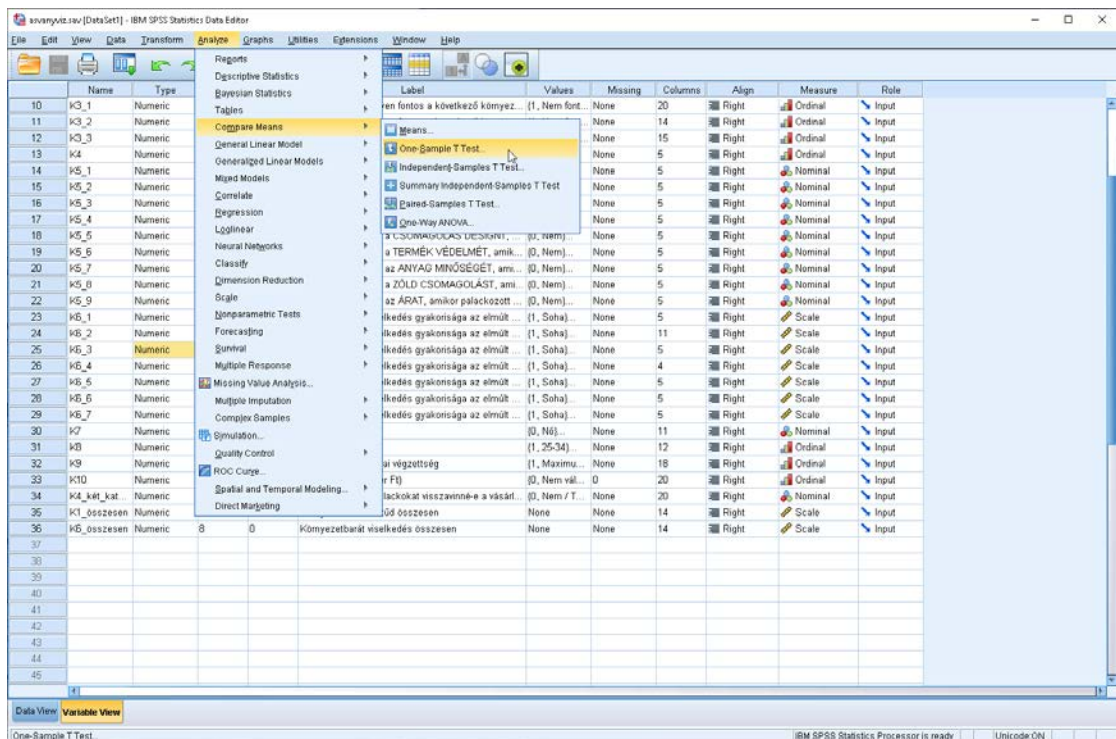 asvanyviz.sav [DataSet1] - IBM SPSS Statistics Data Editor
File Edit View Data Transform Analyze Graphs Utilities Extensions Window Help
Reports
Descriptive Statistics
Bayesian Statistics
Tables
Compare Means
General Linear Model
Generalized Linear Models
Mixed Models
Correlate
Regression
Loglinear
Neural Networks
Classify
Dimension Reduction
Scale
Nonparametric Tests
Forecasting
Survival
Multiple Response
Missing Value Analysis...
Multiple Imputation
Complex Samples
Simulation...
Quality Control
ROC Curve...
Spatial and Temporal Modeling...
Direct Marketing
Means...
One-Sample T Test...
Independent-Samples T Test...
Summary Independent-Samples T Test
Paired-Samples T Test...
One-Way ANOVA...
Name Type Label Values Missing Columns Align Measure Role
10 K3_1 Numeric en fontos a következő környez... {1, Nem font... None 20 Right Ordinal Input
11 K3_2 Numeric None 14 Right Ordinal Input
12 K3_3 Numeric None 15 Right Ordinal Input
13 K4 Numeric None 5 Right Ordinal Input
14 K5_1 Numeric None 5 Right Nominal Input
15 K5_2 Numeric None 5 Right Nominal Input
16 K5_3 Numeric None 5 Right Nominal Input
17 K5_4 Numeric None 5 Right Nominal Input
18 K5_5 Numeric a CSOMAGOLÁS DESIGNT, ... {0, Nem}... None 5 Right Nominal Input
19 K5_6 Numeric a TERMÉK VÉDELMÉT, amik... {0, Nem}... None 5 Right Nominal Input
20 K5_7 Numeric az ANYAG MINŐSÉGÉT, ami... {0, Nem}... None 5 Right Nominal Input
21 K5_8 Numeric a ZÖLD CSOMAGOLÁST, ami... {0, Nem}... None 5 Right Nominal Input
22 K5_9 Numeric az ÁRAT, amikor palackozott ... {0, Nem}... None 5 Right Nominal Input
23 K6_1 Numeric elkedés gyakorisága az elmúlt ... {1, Soha}... None 5 Right Scale Input
24 K6_2 Numeric elkedés gyakorisága az elmúlt ... {1, Soha}... None 11 Right Scale Input
25 K6_3 Numeric elkedés gyakorisága az elmúlt ... {1, Soha}... None 5 Right Scale Input
26 K6_4 Numeric elkedés gyakorisága az elmúlt ... {1, Soha}... None 4 Right Scale Input
27 K6_5 Numeric elkedés gyakorisága az elmúlt ... {1, Soha}... None 5 Right Scale Input
28 K6_6 Numeric elkedés gyakorisága az elmúlt ... {1, Soha}... None 5 Right Scale Input
29 K6_7 Numeric elkedés gyakorisága az elmúlt ... {1, Soha}... None 5 Right Scale Input
30 K7 Numeric {0, Nő}... None 11 Right Nominal Input
31 K8 Numeric {1, 25-34}... None 12 Right Ordinal Input
32 K9 Numeric ai végzettség {1, Maximu... None 18 Right Ordinal Input
33 K10 Numeric r Ft) {0, Nem vál... 0 20 Right Ordinal Input
34 K4_két_kat... Numeric lackokat visszavinné-e a vásárl... {0, Nem / T... None 20 Right Nominal Input
35 K1_összesen Numeric űd összesen None None 14 Right Scale Input
36 K6_összesen Numeric 8 0 Környezetbarát viselkedés összesen None None 14 Right Scale Input
37
38
39
40
41
42
43
44
45
Data View Variable View
One-Sample T Test... IBM SPSS Statistics Processor is ready Unicode:ON